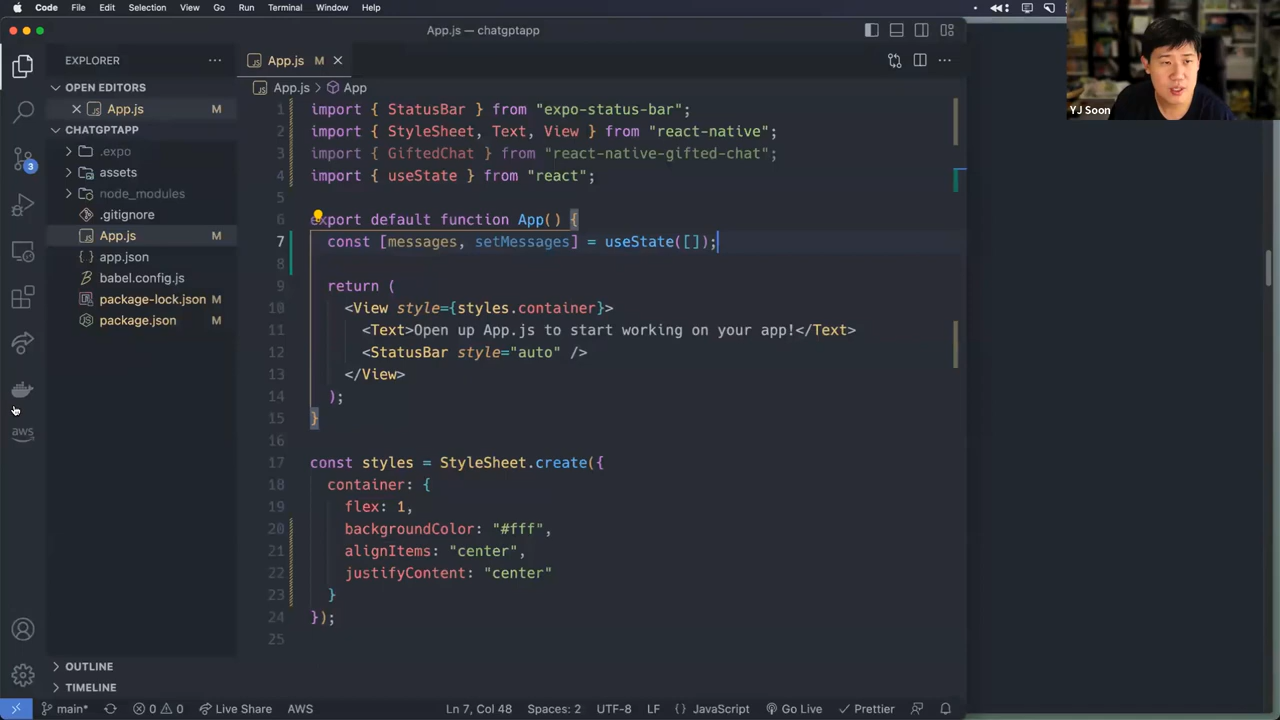 Code File Edit Selection View Go Run Terminal Window Help
App.js — chatgptapp
EXPLORER
OPEN EDITORS
App.js M
CHATGPTAPP
.expo
assets
node_modules
.gitignore
App.js M
app.json
babel.config.js
package-lock.json M
package.json M
OUTLINE
TIMELINE
3
aws
App.js M
App.js > App
1 import { StatusBar } from "expo-status-bar";
2 import { StyleSheet, Text, View } from "react-native";
3 import { GiftedChat } from "react-native-gifted-chat";
4 import { useState } from "react";
5
6 export default function App() {
7 const [messages, setMessages] = useState([]);
8
9 return (
10 <View style={styles.container}>
11 <Text>Open up App.js to start working on your app!</Text>
12 <StatusBar style="auto" />
13 </View>
14 );
15 }
16
17 const styles = StyleSheet.create({
18 container: {
19 flex: 1,
20 backgroundColor: "#fff",
21 alignItems: "center",
22 justifyContent: "center"
23 }
24 });
25
main* 0 0 Live Share AWS Ln 7, Col 48 Spaces: 2 UTF-8 LF JavaScript Go Live Prettier
YJ Soon